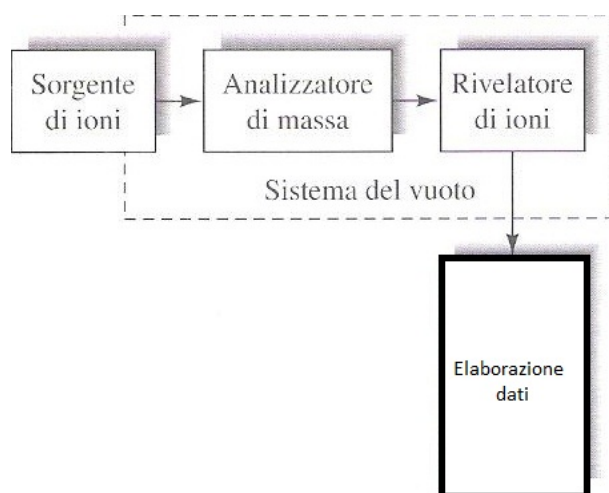 Sorgente
di ioni
Analizzatore
di massa
Rivelatore
di ioni
Sistema del vuoto
Elaborazione
dati